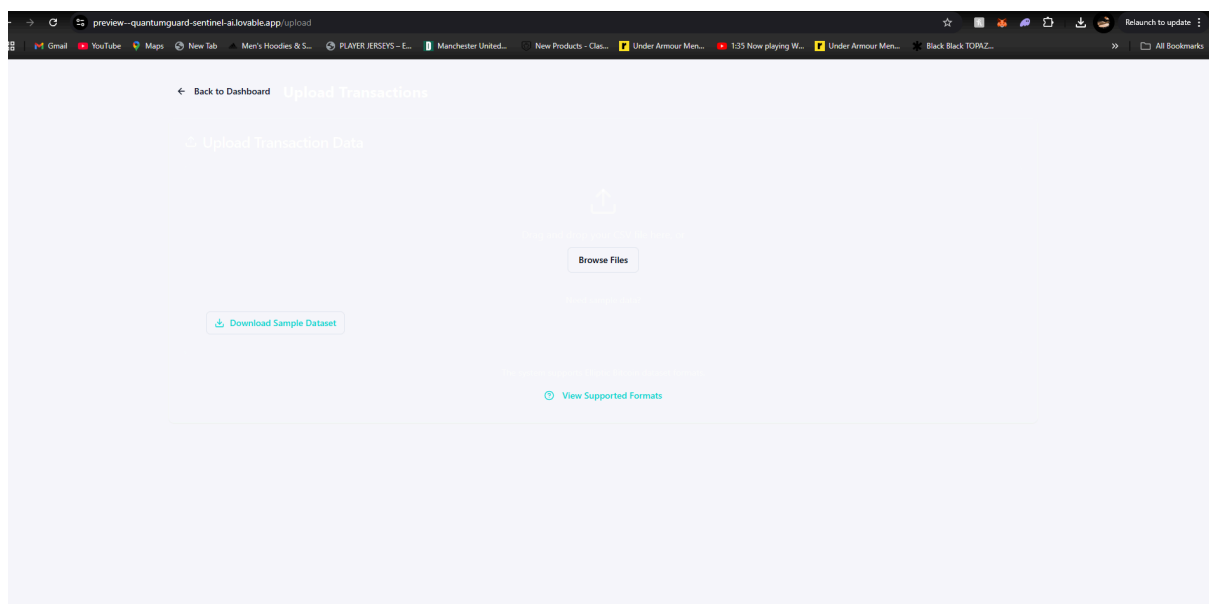 preview--quantumguard-sentinel-ai.lovable.app/upload
Relaunch to update
Gmail YouTube Maps New Tab Men's Hoodies & S... PLAYER JERSEYS – E... Manchester United... New Products - Clas... Under Armour Men... 1:35 Now playing W... Under Armour Men... Black Black TOPAZ... » All Bookmarks
Back to Dashboard Upload Transactions
Upload Transaction Data
Browse Files
Download Sample Dataset
View Supported Formats